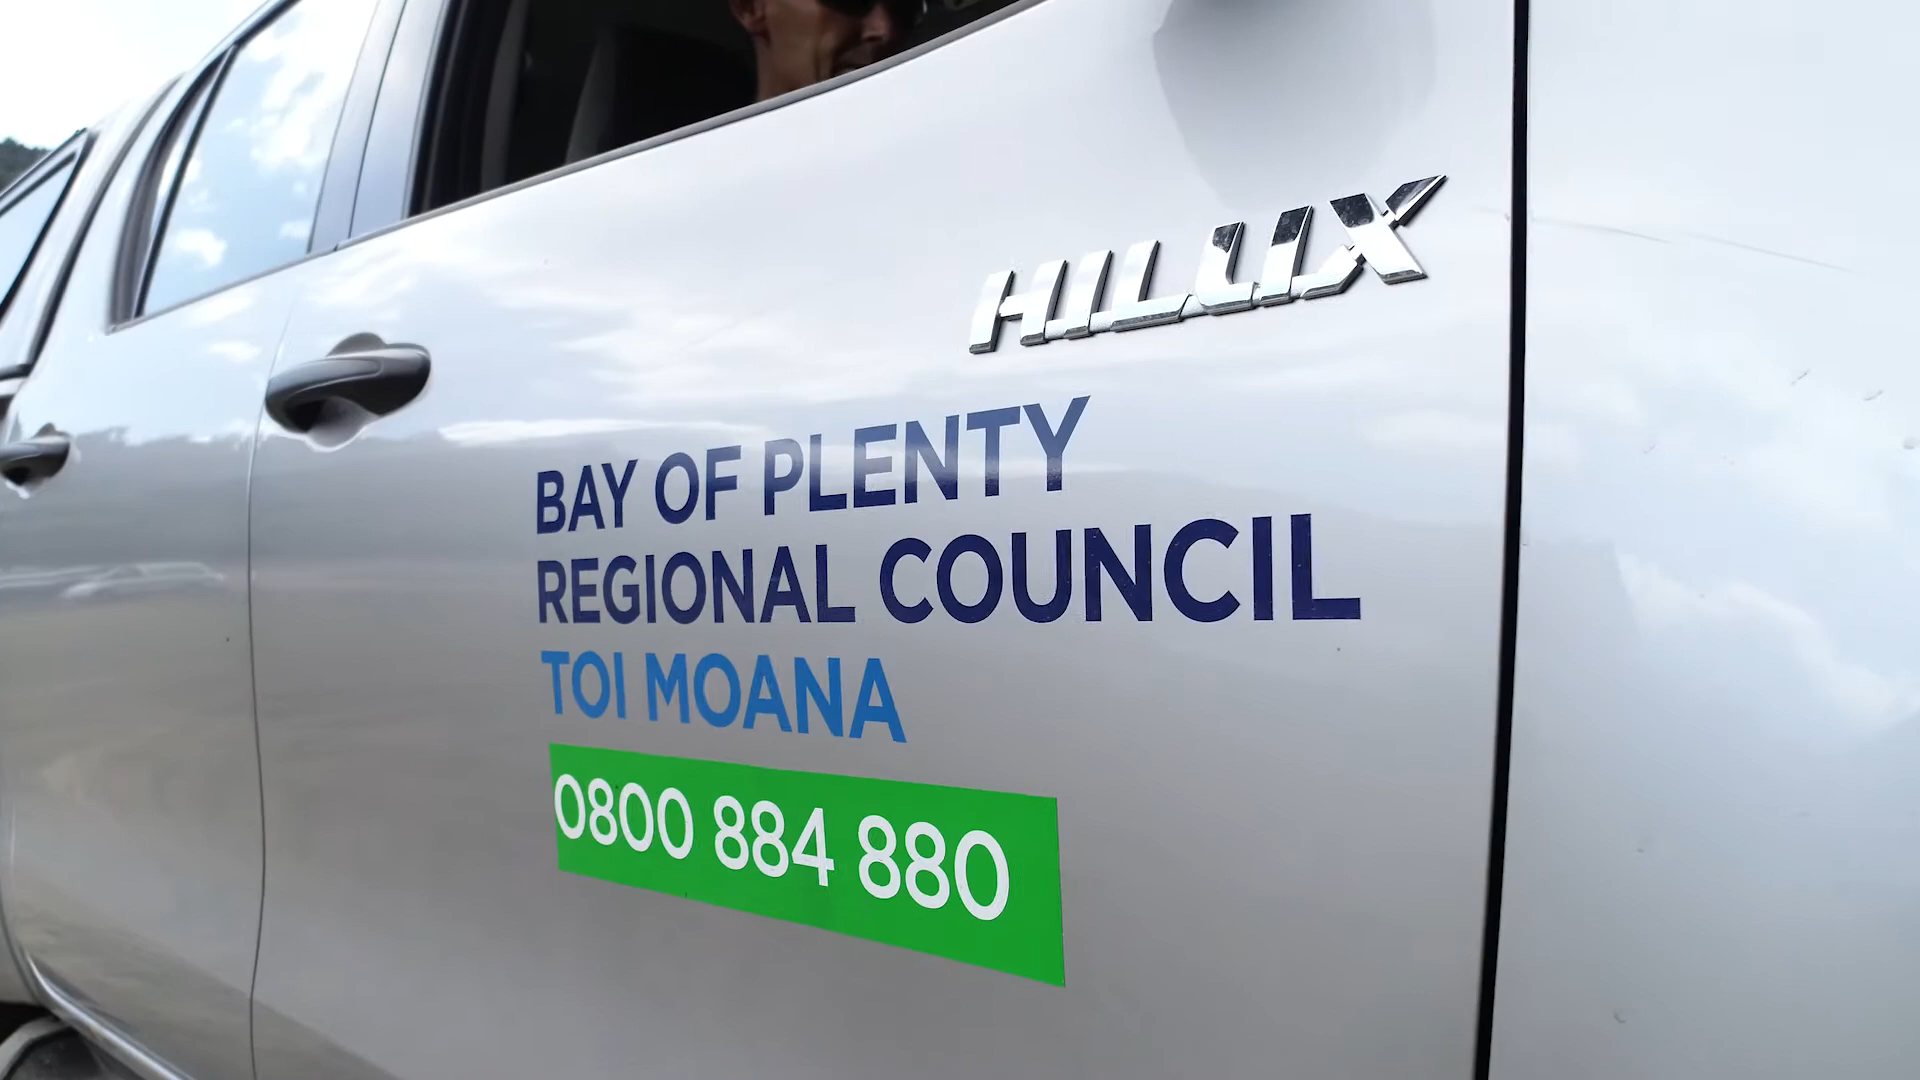 HILUX
BAY OF PLENTY
REGIONAL COUNCIL
TOI MOANA
0800 884 880